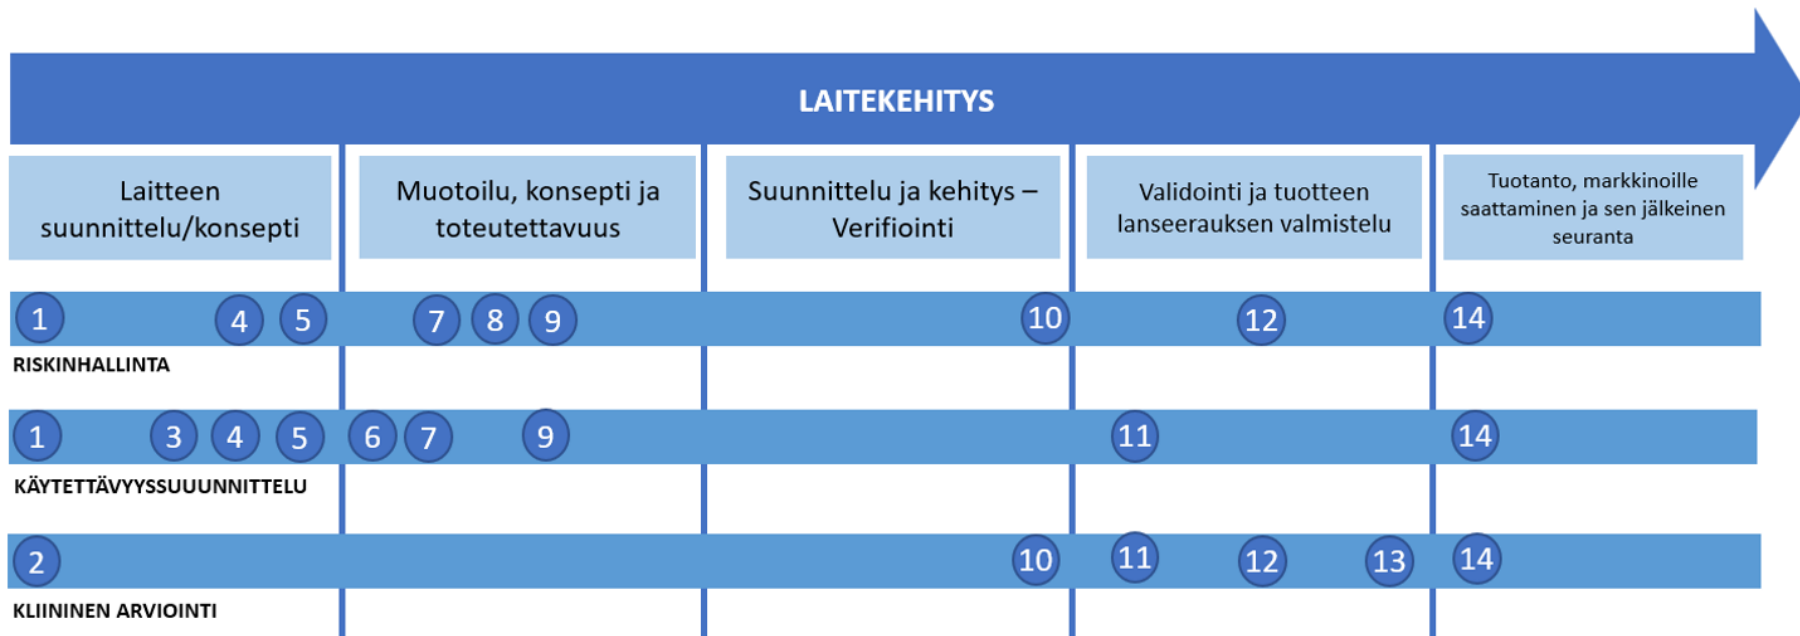 LAITEKEHITYS
Laitteen
suunnittelu/konsepti
Muotoilu, konsepti ja
toteutettavuus
Suunnittelu ja kehitys –
Verifiointi
Validointi ja tuotteen
lanseerauksen valmistelu
Tuotanto, markkinoille
saattaminen ja sen jälkeinen
seuranta
1 4 5 7 8 9 10 12 14
RISKINHALLINTA
1 3 4 5 6 7 9 11 14
KÄYTETTÄVYYSSUUUNNITTELU
2 10 11 12 13 14
KLIININEN ARVIOINTI